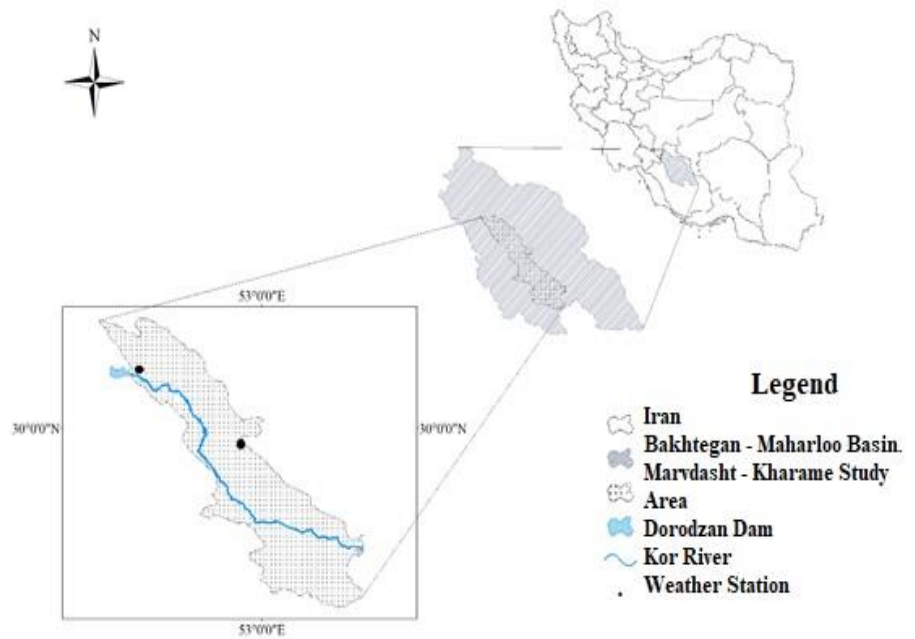 N
53°0'0"E
30°0'0"N
30°0'0"N
53°0'0"E
Legend
Iran
Bakhtegan - Maharloo Basin.
Marvdasht - Kharame Study
Area
Dorodzan Dam
Kor River
Weather Station